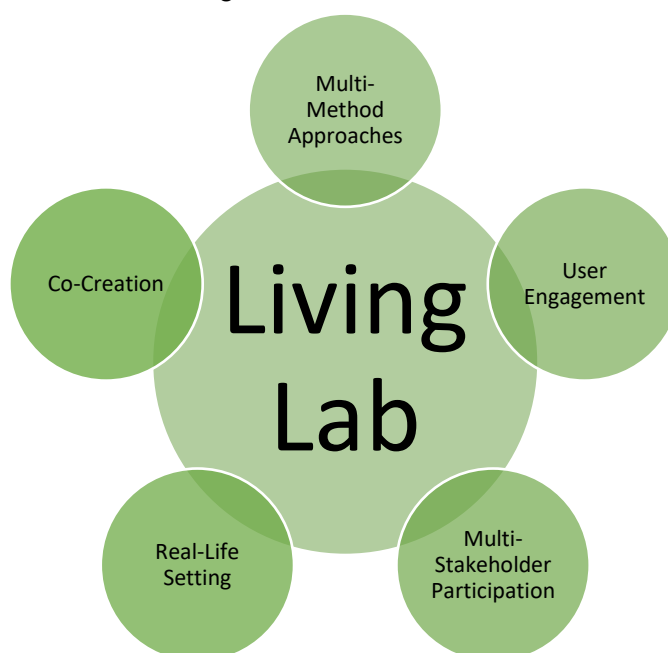 Multi-
Method
Approaches
Co-Creation
User
Engagement
Living
Lab
Real-Life
Setting
Multi-
Stakeholder
Participation